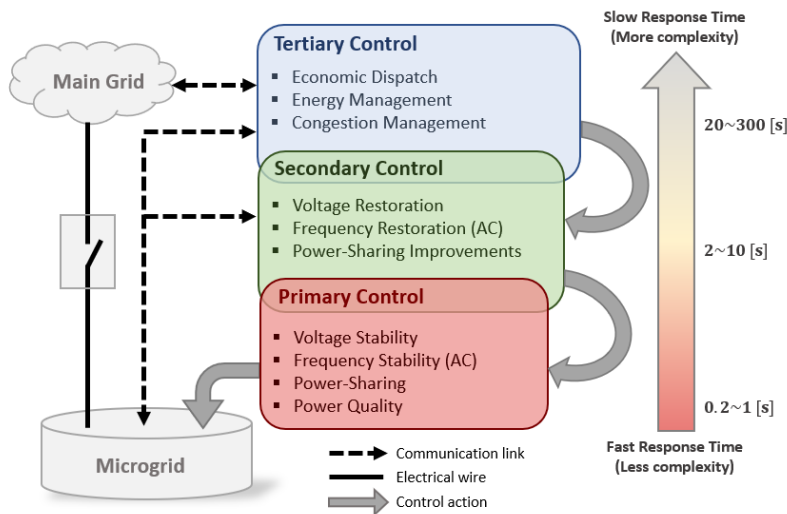 Slow Response Time
(More complexity)
Tertiary Control
▪ Economic Dispatch
▪ Energy Management
▪ Congestion Management
Main Grid
20~300 [s]
Secondary Control
▪ Voltage Restoration
▪ Frequency Restoration (AC)
▪ Power-Sharing Improvements
2~10 [s]
Primary Control
▪ Voltage Stability
▪ Frequency Stability (AC)
▪ Power-Sharing
▪ Power Quality
0.2~1 [s]
Fast Response Time
(Less complexity)
Microgrid
Communication link
Electrical wire
Control action